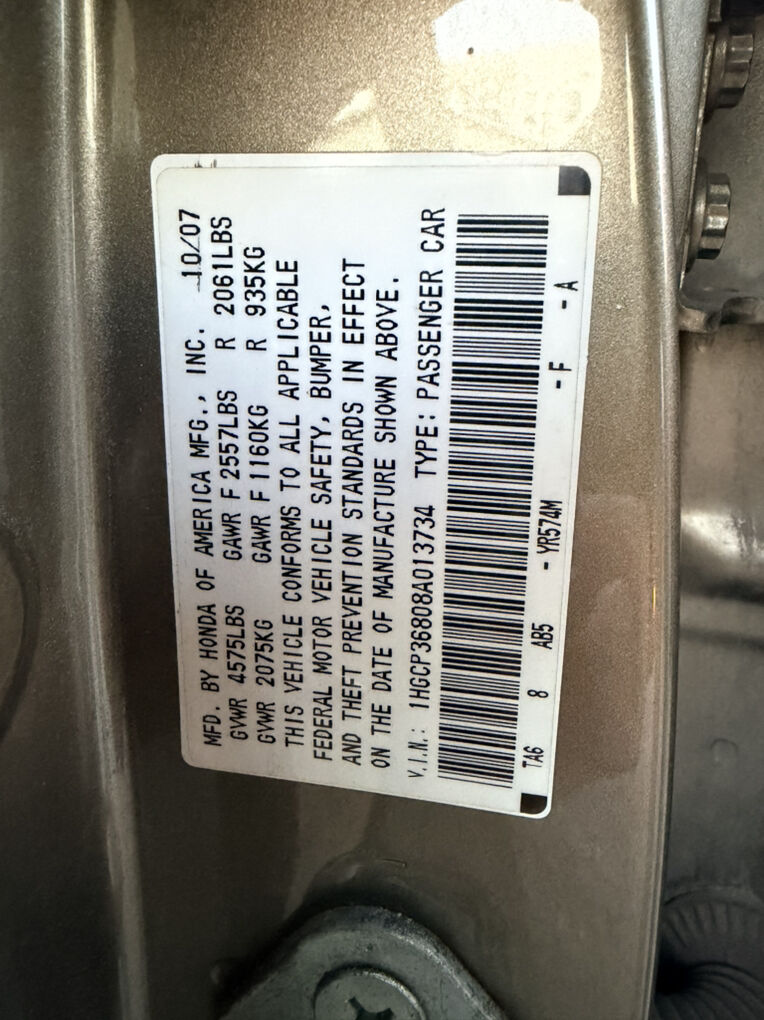 MFD. BY HONDA OF AMERICA MFG., INC. 10/07
GVWR 4575LBS GAWR F 2557LBS R 2061LBS
GVWR 2075KG GAWR F 1160KG R 935KG
THIS VEHICLE CONFORMS TO ALL APPLICABLE
FEDERAL MOTOR VEHICLE SAFETY, BUMPER,
AND THEFT PREVENTION STANDARDS IN EFFECT
ON THE DATE OF MANUFACTURE SHOWN ABOVE.
V.I.N.: 1HGCP36808A013734 TYPE: PASSENGER CAR
TA6 8 AB5 - YR574M - F - A